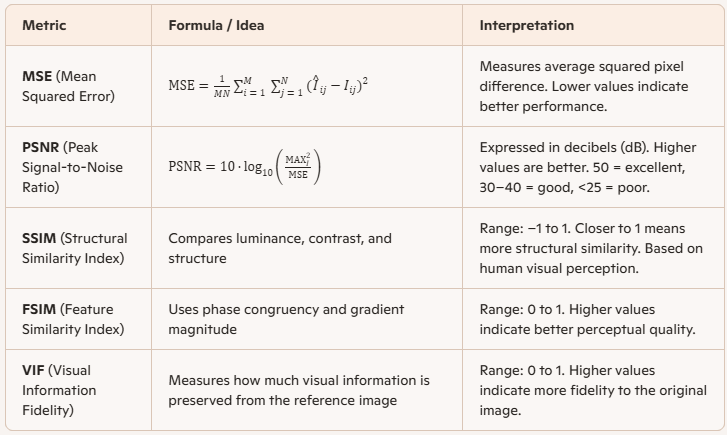 Metric Formula / Idea Interpretation
MSE (Mean
Squared Error)
MSE = \frac{1}{MN} \sum_{i=1}^{M} \sum_{j=1}^{N} (\hat{I}_{ij} - I_{ij})^2
Measures average squared pixel
difference. Lower values indicate
better performance.
PSNR (Peak
Signal-to-Noise
Ratio)
PSNR = 10 · log_{10} \left( \frac{MAX_I^2}{MSE} \right)
Expressed in decibels (dB). Higher
values are better. 50 = excellent,
30–40 = good, <25 = poor.
SSIM (Structural
Similarity Index)
Compares luminance, contrast, and
structure
Range: −1 to 1. Closer to 1 means
more structural similarity. Based on
human visual perception.
FSIM (Feature
Similarity Index)
Uses phase congruency and gradient
magnitude
Range: 0 to 1. Higher values
indicate better perceptual quality.
VIF (Visual
Information
Fidelity)
Measures how much visual information is
preserved from the reference image
Range: 0 to 1. Higher values
indicate more fidelity to the original
image.